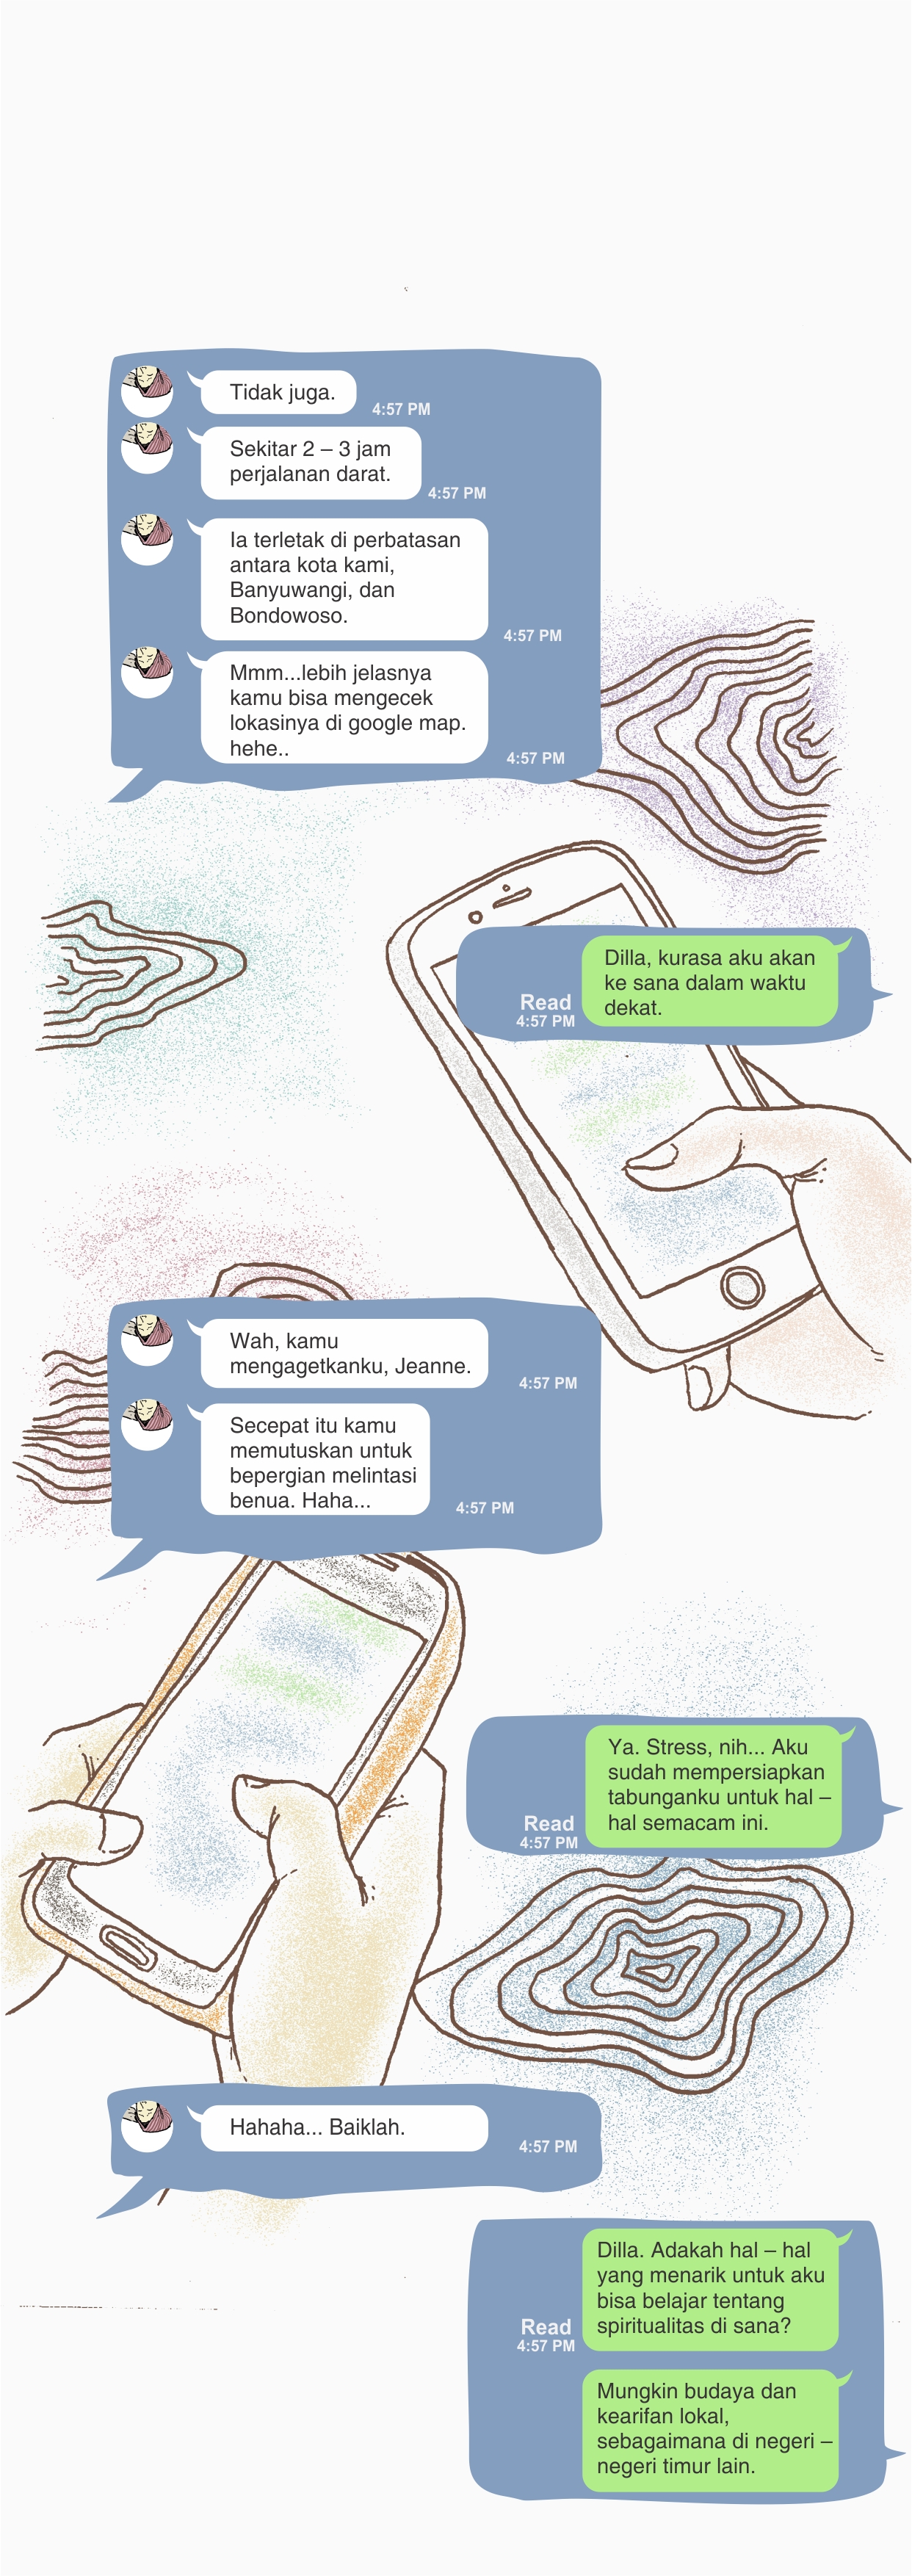 Tidak juga.
4:57 PM
Sekitar 2 – 3 jam
perjalanan darat.
4:57 PM
Ia terletak di perbatasan
antara kota kami,
Banyuwangi, dan
Bondowoso.
4:57 PM
Mmm...lebih jelasnya
kamu bisa mengecek
lokasinya di google map.
hehe..
4:57 PM
Dilla, kurasa aku akan
ke sana dalam waktu
dekat.
Read
4:57 PM
Wah, kamu
mengagetkanku, Jeanne.
4:57 PM
Secepat itu kamu
memutuskan untuk
bepergian melintasi
benua. Haha...
4:57 PM
Ya. Stress, nih... Aku
sudah mempersiapkan
tabunganku untuk hal –
hal semacam ini.
Read
4:57 PM
Hahaha... Baiklah.
4:57 PM
Dilla. Adakah hal – hal
yang menarik untuk aku
bisa belajar tentang
spiritualitas di sana?
Read
4:57 PM
Mungkin budaya dan
kearifan lokal,
sebagaimana di negeri –
negeri timur lain.